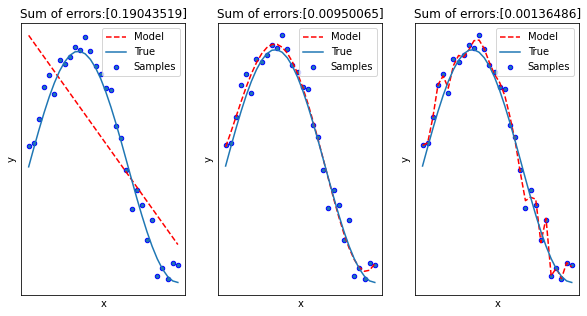 Sum of errors:[0.19043519]
Model
True
Samples
y
x
Sum of errors:[0.00950065]
Model
True
Samples
y
x
Sum of errors:[0.00136486]
Model
True
Samples
y
x